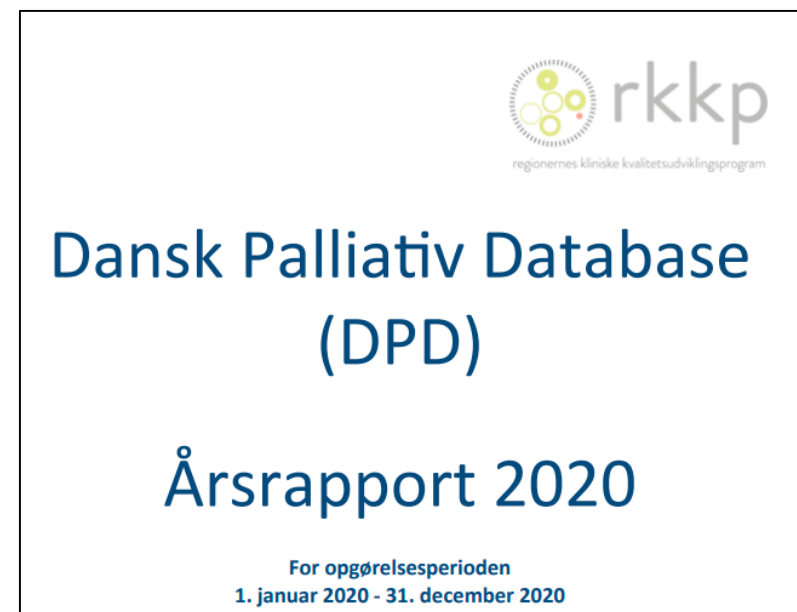 rkkp
regionernes kliniske kvalitetsudviklingsprogram
Dansk Palliativ Database
(DPD)
Årsrapport 2020
For opgørelsesperioden
1. januar 2020 - 31. december 2020